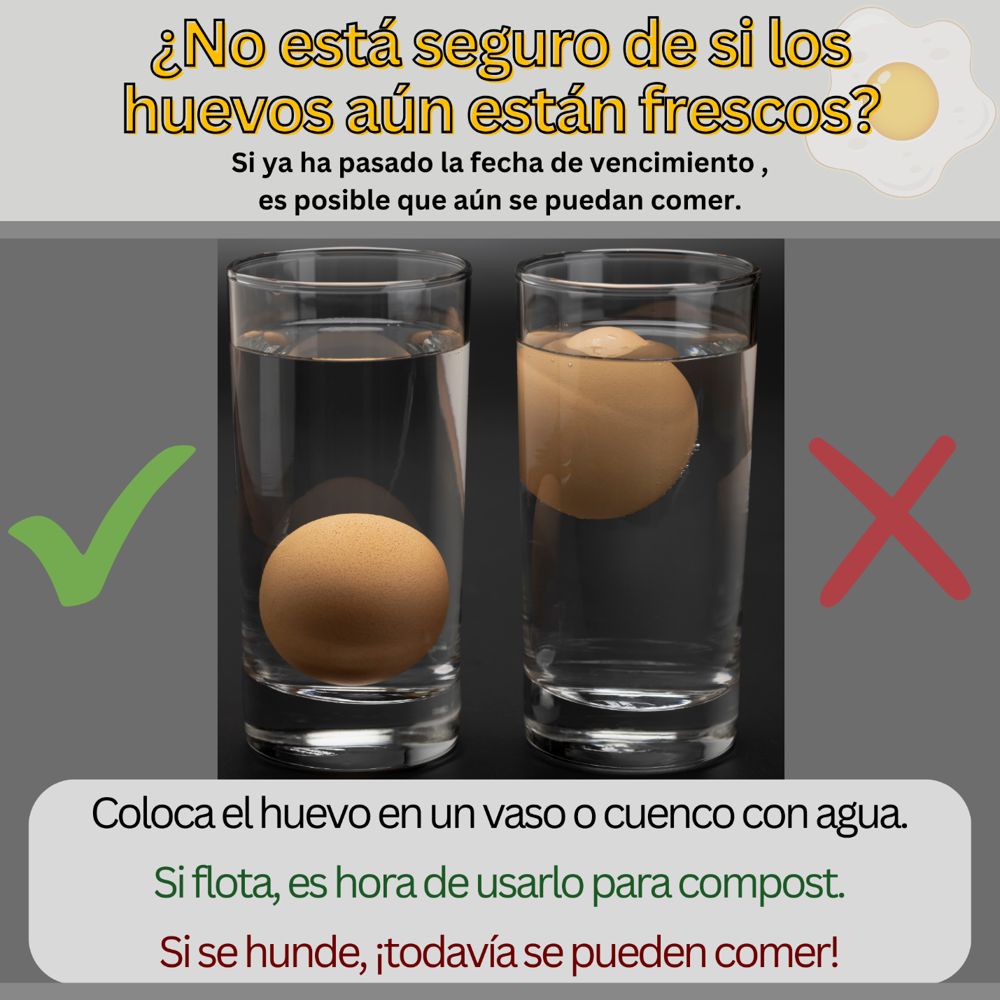 ¿No está seguro de si los
huevos aún están frescos?
Si ya ha pasado la fecha de vencimiento ,
es posible que aún se puedan comer.
Coloca el huevo en un vaso o cuenco con agua.
Si flota, es hora de usarlo para compost.
Si se hunde, ¡todavía se pueden comer!